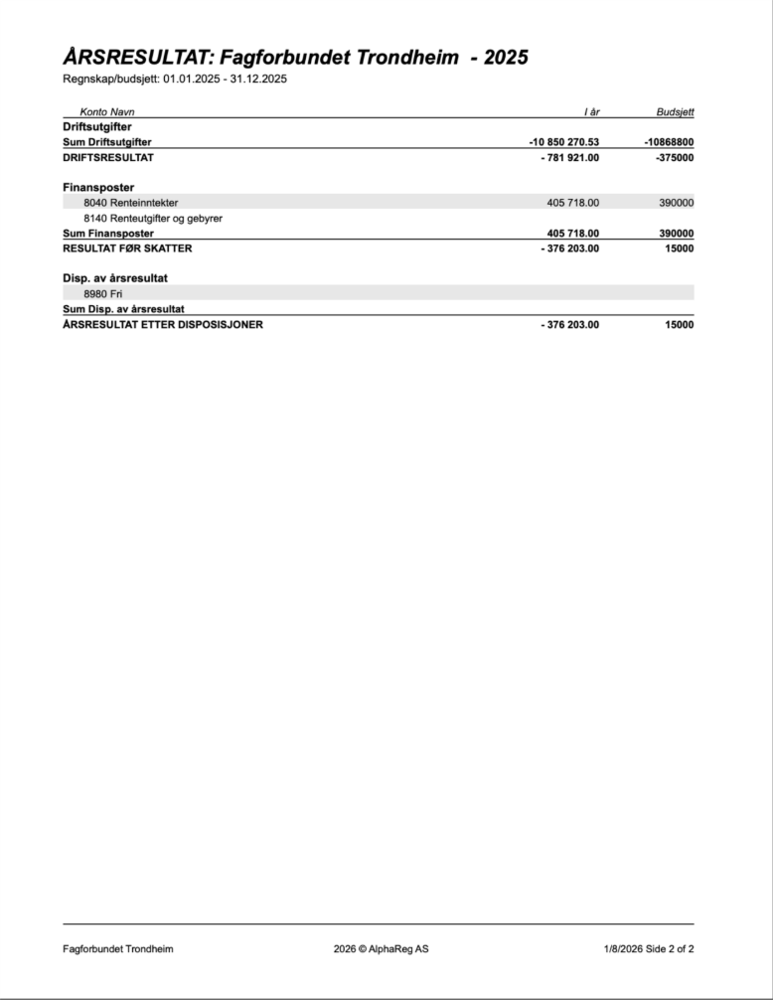 ÅRSRESULTAT: Fagforbundet Trondheim - 2025
Regnskap/budsjett: 01.01.2025 - 31.12.2025
Konto Navn I år Budsjett
Driftsutgifter
Sum Driftsutgifter -10 850 270.53 -10868800
DRIFTSRESULTAT - 781 921.00 -375000
Finansposter
8040 Renteinntekter 405 718.00 390000
8140 Renteutgifter og gebyrer
Sum Finansposter 405 718.00 390000
RESULTAT FØR SKATTER - 376 203.00 15000
Disp. av årsresultat
8980 Fri
Sum Disp. av årsresultat
ÅRSRESULTAT ETTER DISPOSISJONER - 376 203.00 15000
Fagforbundet Trondheim 2026 © AlphaReg AS 1/8/2026 Side 2 of 2